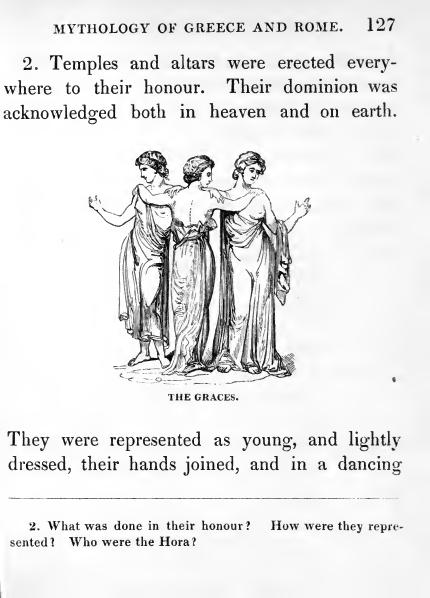 MYTHOLOGY OF GREECE AND ROME. 127
2. Temples and altars were erected every-
where to their honour. Their dominion was
acknowledged both in heaven and on earth.
THE GRACES.
They were represented as young, and lightly
dressed, their hands joined, and in a dancing
2. What was done in their honour? How were they repre-
sented? Who were the Hora?